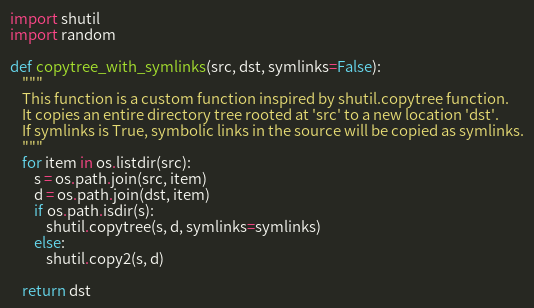 import shutil
import random

def copytree_with_symlinks(src, dst, symlinks=False):
    """
    This function is a custom function inspired by shutil.copytree function.
    It copies an entire directory tree rooted at 'src' to a new location 'dst'.
    If symlinks is True, symbolic links in the source will be copied as symlinks.
    """
    for item in os.listdir(src):
        s = os.path.join(src, item)
        d = os.path.join(dst, item)
        if os.path.isdir(s):
            shutil.copytree(s, d, symlinks=symlinks)
        else:
            shutil.copy2(s, d)

    return dst